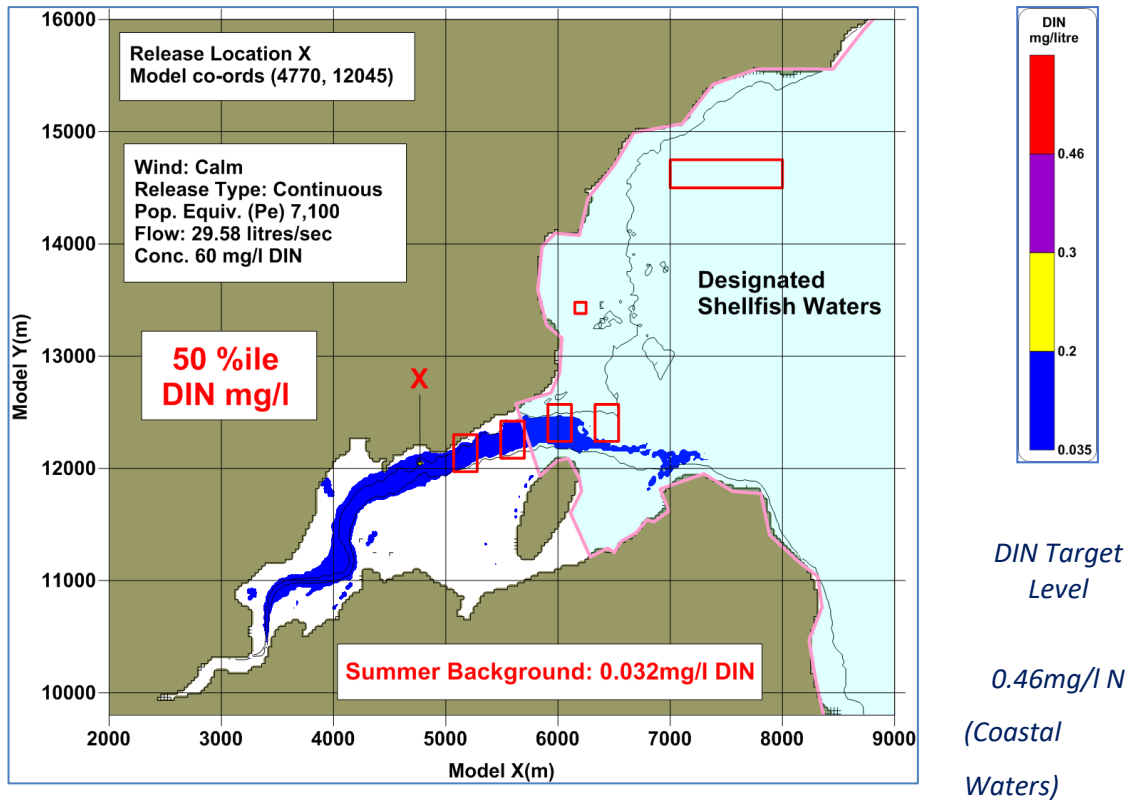 16000
15000
14000
13000
12000
11000
10000
Model Y(m)
Release Location X
Model co-ords (4770, 12045)
Wind: Calm
Release Type: Continuous
Pop. Equiv. (Pe) 7,100
Flow: 29.58 litres/sec
Conc. 60 mg/l DIN
50 %ile
DIN mg/l
X
Designated
Shellfish Waters
Summer Background: 0.032mg/l DIN
2000 3000 4000 5000 6000 7000 8000 9000
Model X(m)
DIN
mg/litre
0.46
0.3
0.2
0.035
DIN Target
Level
0.46mg/l N
(Coastal
Waters)